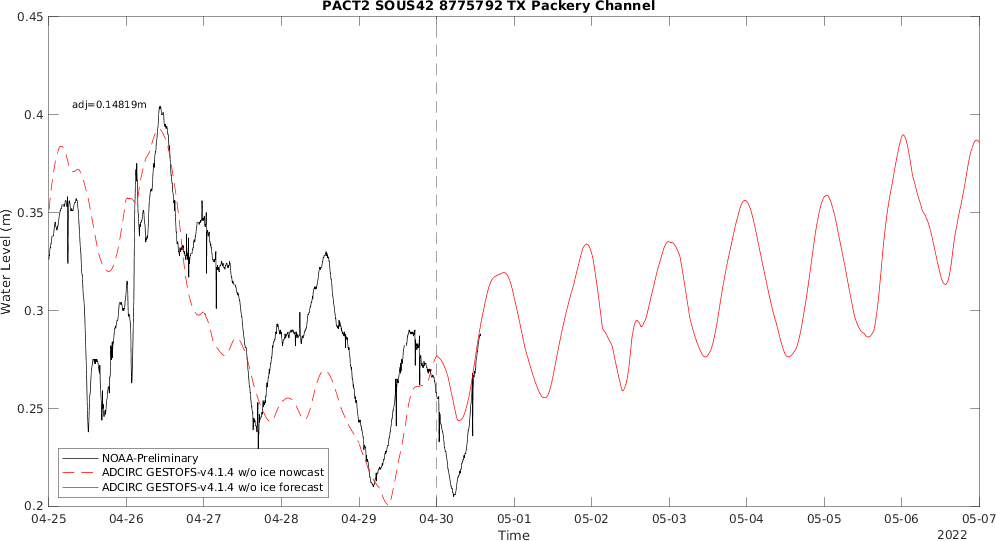 PACT2 SOUS42 8775792 TX Packery Channel
0.45
0.4
0.35
0.3
0.25
0.2
Water Level (m)
adj=0.14819m
NOAA-Preliminary
ADCIRC GESTOFS-v4.1.4 w/o ice nowcast
ADCIRC GESTOFS-v4.1.4 w/o ice forecast
04-25 04-26 04-27 04-28 04-29 04-30 05-01 05-02 05-03 05-04 05-05 05-06 05-07
Time
2022